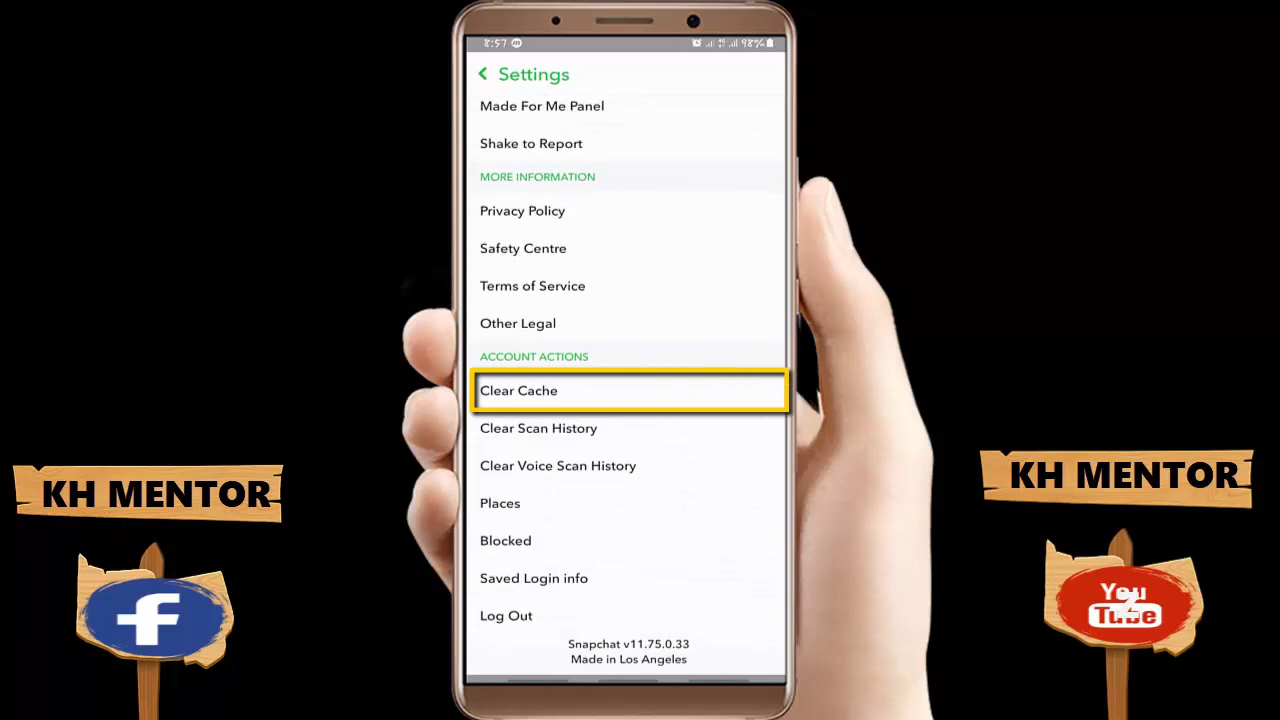 8:57
98%
Settings
Made For Me Panel
Shake to Report
MORE INFORMATION
Privacy Policy
Safety Centre
Terms of Service
Other Legal
ACCOUNT ACTIONS
Clear Cache
Clear Scan History
Clear Voice Scan History
Places
Blocked
Saved Login info
Log Out
Snapchat v11.75.0.33
Made in Los Angeles
KH MENTOR
f
KH MENTOR
You
Tube